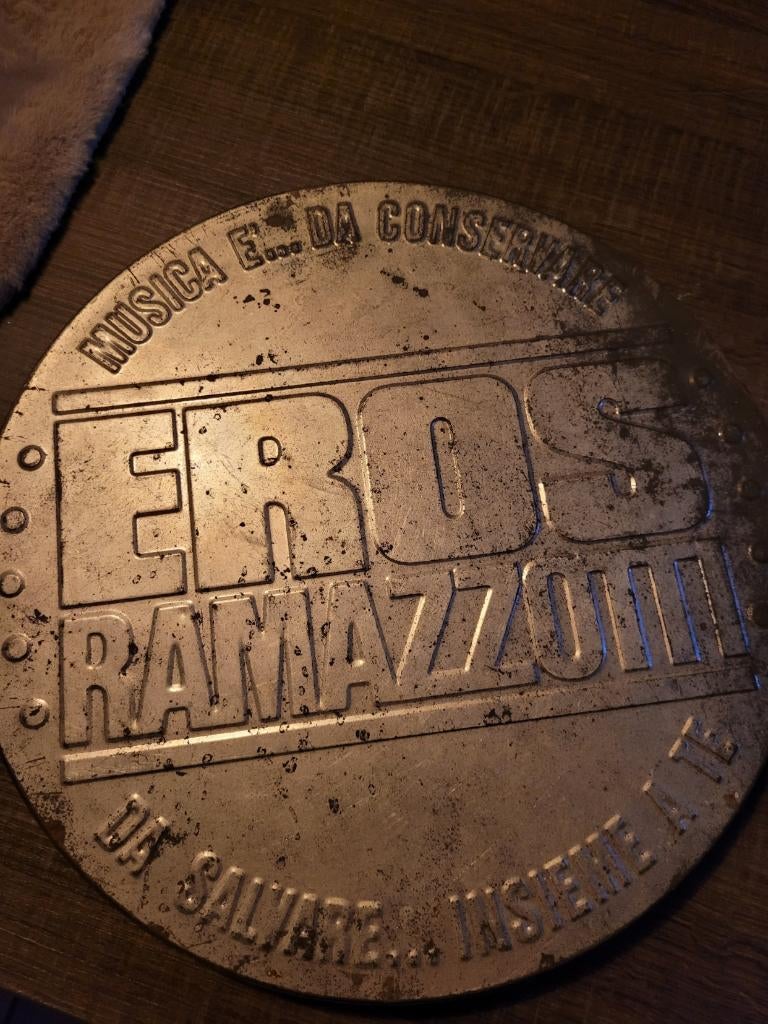 MUSICA E'... DA CONSERVARE
EROS
RAMAZZOTTI
DA SALVARE... INSIEME A TE